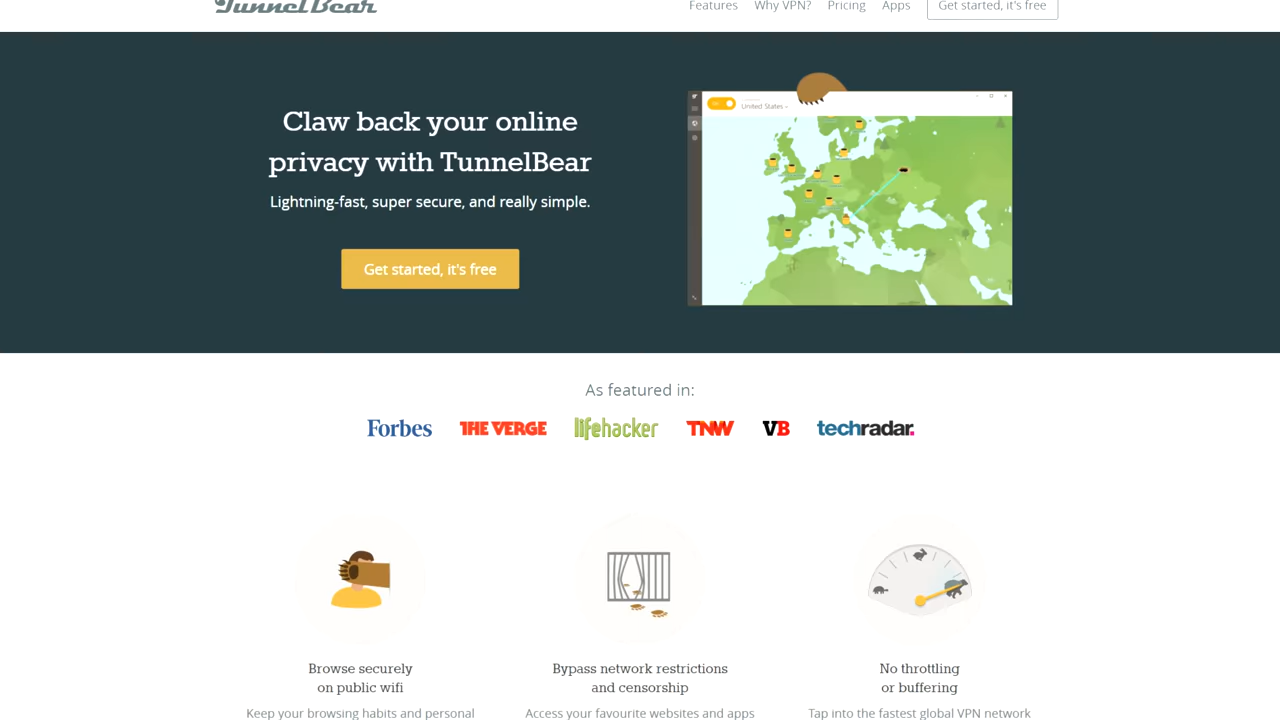 TunnelBear
Features Why VPN? Pricing Apps Get started, it's free
Claw back your online
privacy with TunnelBear
Lightning-fast, super secure, and really simple.
Get started, it's free
United States
As featured in:
Forbes THE VERGE lifehacker TNW VB techradar.
Browse securely
on public wifi
Keep your browsing habits and personal
Bypass network restrictions
and censorship
Access your favourite websites and apps
No throttling
or buffering
Tap into the fastest global VPN network